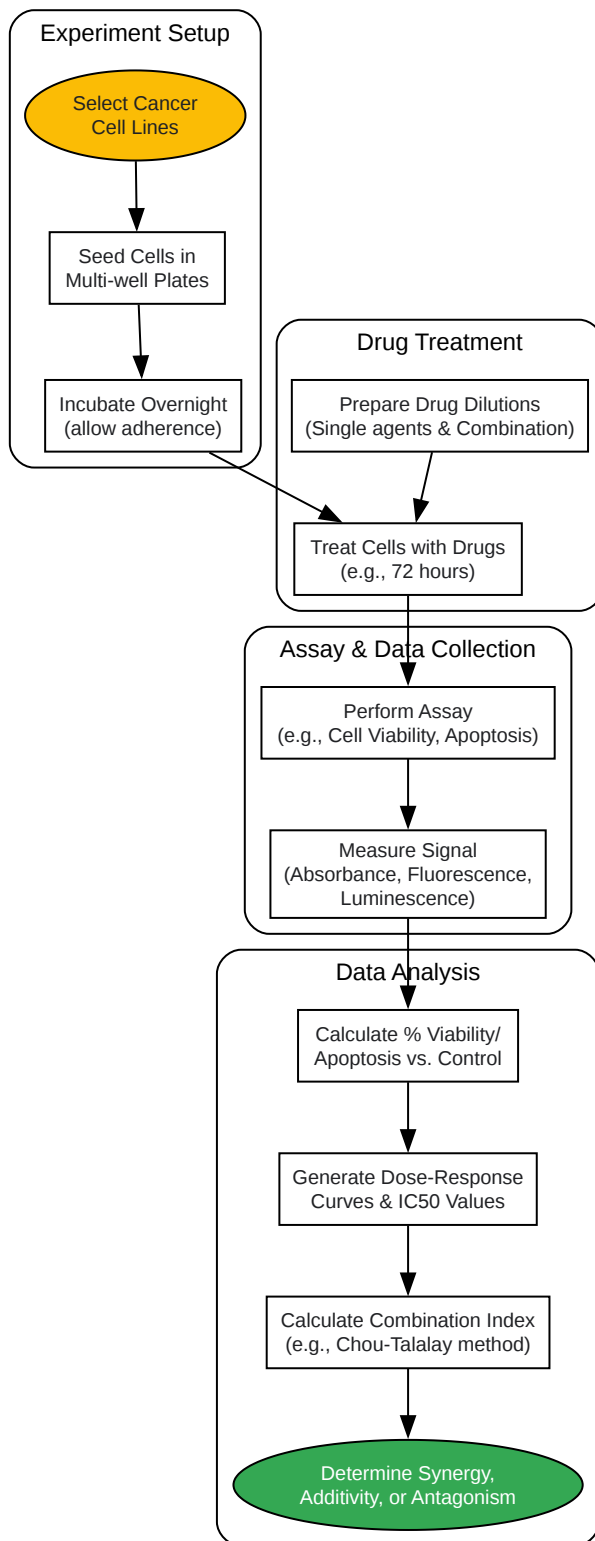 Experiment Setup
Select Cancer
Cell Lines
Seed Cells in
Multi-well Plates
Incubate Overnight
(allow adherence)
Drug Treatment
Prepare Drug Dilutions
(Single agents & Combination)
Treat Cells with Drugs
(e.g., 72 hours)
Assay & Data Collection
Perform Assay
(e.g., Cell Viability, Apoptosis)
Measure Signal
(Absorbance, Fluorescence,
Luminescence)
Data Analysis
Calculate % Viability/
Apoptosis vs. Control
Generate Dose-Response
Curves & IC50 Values
Calculate Combination Index
(e.g., Chou-Talalay method)
Determine Synergy,
Additivity, or Antagonism